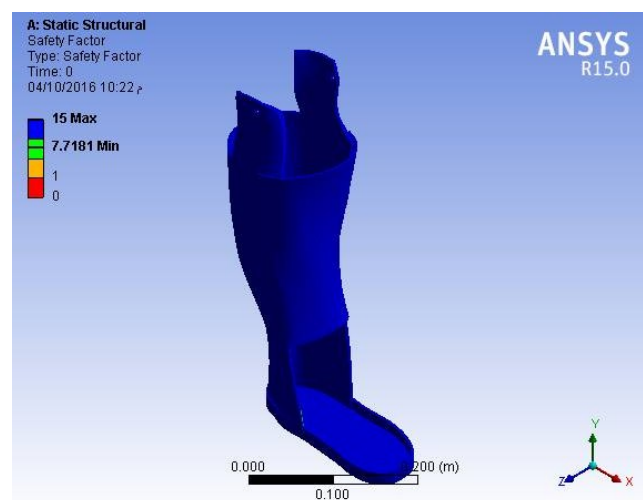 A: Static Structural
Safety Factor
Type: Safety Factor
Time: 0
04/10/2016 10:22 م
ANSYS
R15.0
15 Max
7.7181 Min
1
0
0.000
0.200 (m)
0.100
Y
Z
X